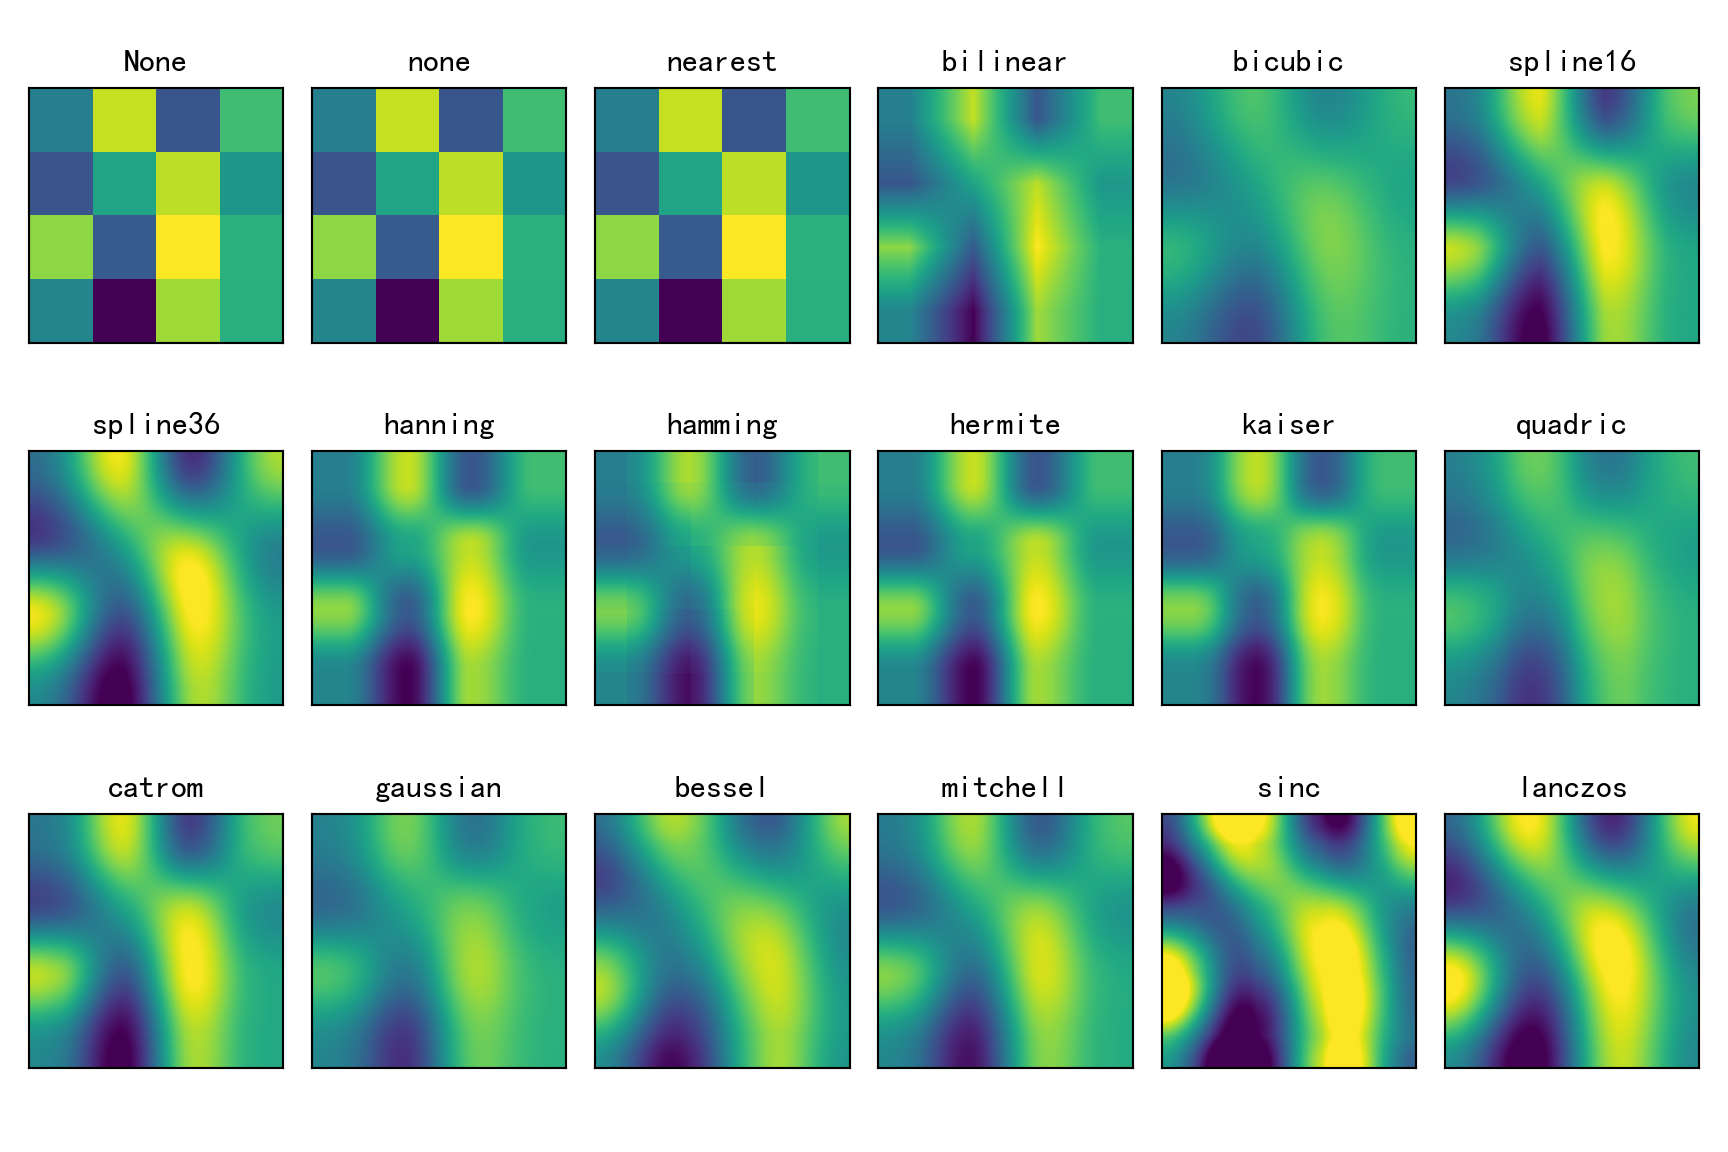 None none nearest bilinear bicubic spline16
spline36 hanning hamming hermite kaiser quadric
catrom gaussian bessel mitchell sinc lanczos